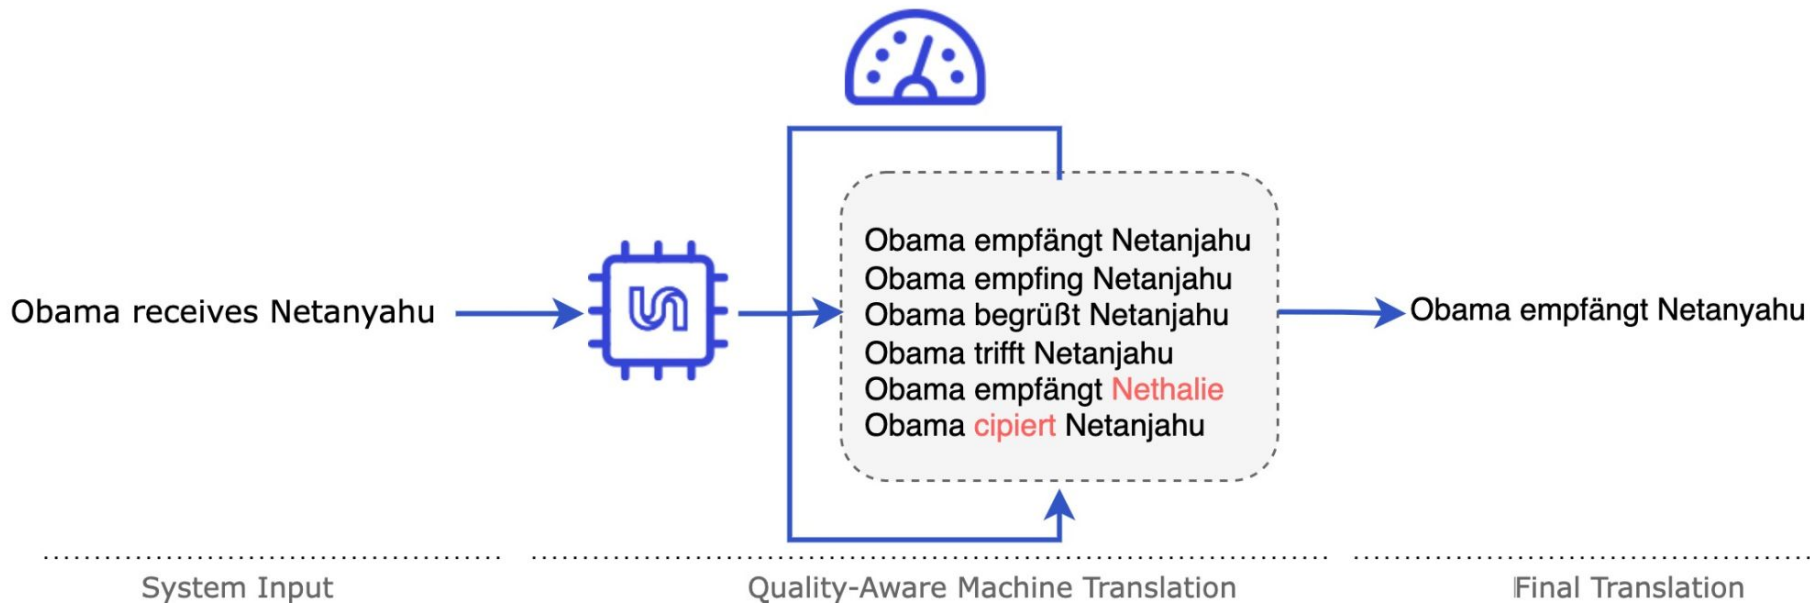 Obama receives Netanyahu
Obama empfängt Netanjahu
Obama empfing Netanjahu
Obama begrüßt Netanjahu
Obama trifft Netanjahu
Obama empfängt Nethalie
Obama cipiert Netanjahu
Obama empfängt Netanyahu
System Input
Quality-Aware Machine Translation
Final Translation